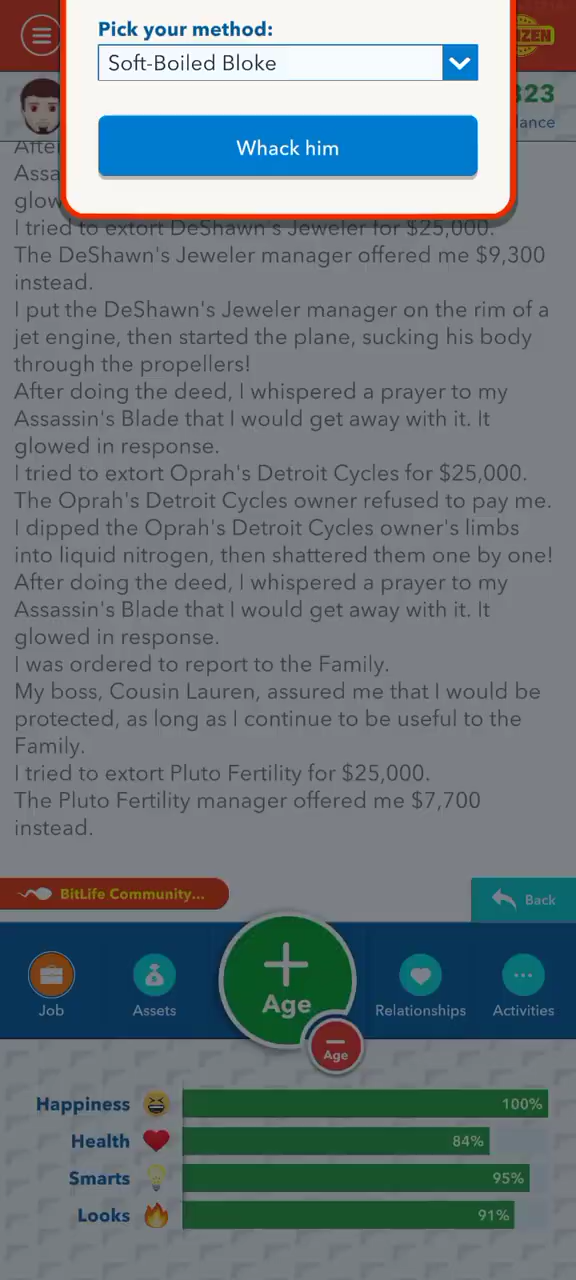 Pick your method:
Soft-Boiled Bloke
Whack him
IZEN
323
ance
After
Assa
glow
I tried to extort DeShawn's Jeweler for $25,000.
The DeShawn's Jeweler manager offered me $9,300
instead.
I put the DeShawn's Jeweler manager on the rim of a
jet engine, then started the plane, sucking his body
through the propellers!
After doing the deed, I whispered a prayer to my
Assassin's Blade that I would get away with it. It
glowed in response.
I tried to extort Oprah's Detroit Cycles for $25,000.
The Oprah's Detroit Cycles owner refused to pay me.
I dipped the Oprah's Detroit Cycles owner's limbs
into liquid nitrogen, then shattered them one by one!
After doing the deed, I whispered a prayer to my
Assassin's Blade that I would get away with it. It
glowed in response.
I was ordered to report to the Family.
My boss, Cousin Lauren, assured me that I would be
protected, as long as I continue to be useful to the
Family.
I tried to extort Pluto Fertility for $25,000.
The Pluto Fertility manager offered me $7,700
instead.
BitLife Community...
Back
Job
Assets
Age
Relationships
Activities
Age
Happiness 100%
Health 84%
Smarts 95%
Looks 91%